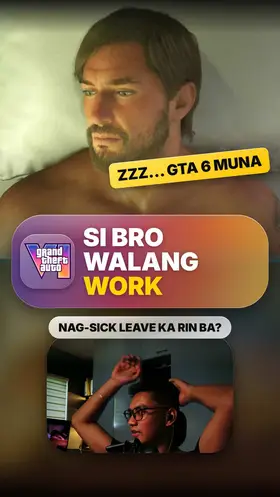 ZZZ...GTA 6 MUNA
grand
theft
auto
VI
SI BRO
WALANG
WORK
NAG-SICK LEAVE KA RIN BA?